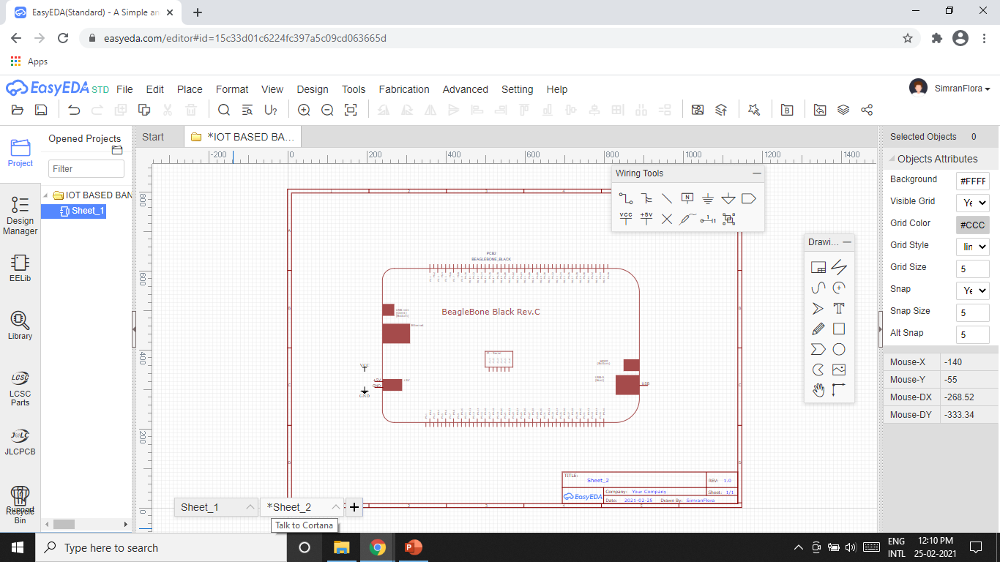 EasyEDA(Standard) - A Simple an
easyeda.com/editor#id=15c33d01c6224fc397a5c09cd063665d
Apps
EasyEDA STD File Edit Place Format View Design Tools Fabrication Advanced Setting Help
SimranFlora
Project
Design
Manager
EELib
Library
LCSC
LCSC
Parts
JLCPCB
Support
Recycle
Bin
Opened Projects
Filter
IOT BASED BAN
Sheet_1
Start
*IOT BASED BA...
-200 0 200 400 600 800 1000 1200 1400
800
600
400
200
0
Wiring Tools
N
VCC +5V
Drawi...
PCB2
BEAGLEBONE_BLACK
BeagleBone Black Rev.C
Ethernet
VCC
+5V
GND
GND
+5V
USB
TITLE:
Sheet_2
REV: 1.0
EasyEDA
Company: Your Company
Sheet: 1/1
Date: 2021-02-25 Drawn By: SimranFlora
Sheet_1
*Sheet_2
Talk to Cortana
Selected Objects 0
Objects Attributes
Background #FFFF
Visible Grid Ye
Grid Color #CCC
Grid Style lin
Grid Size 5
Snap Ye
Snap Size 5
Alt Snap 5
Mouse-X -140
Mouse-Y -55
Mouse-DX -268.52
Mouse-DY -333.34
Type here to search
ENG
INTL
12:10 PM
25-02-2021